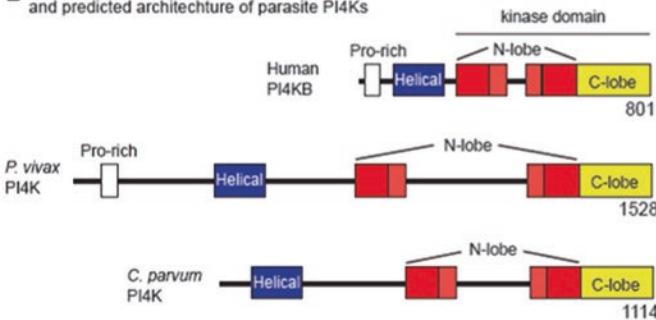 and predicted architechture of parasite PI4Ks
kinase domain
Pro-rich
N-lobe
Human
PI4KB
Helical
C-lobe
801
Pro-rich
N-lobe
P. vivax
PI4K
Helical
C-lobe
1528
N-lobe
C. parvum
PI4K
Helical
C-lobe
1114